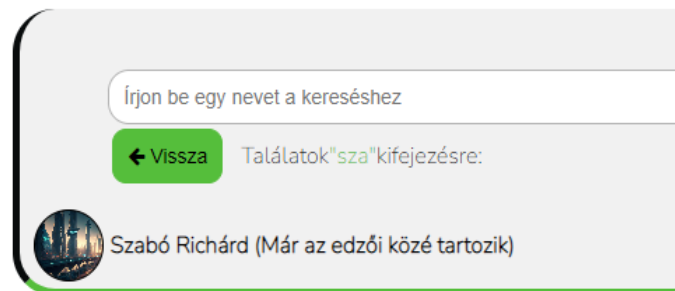 Írjon be egy nevet a kereséshez
Vissza Találatok"sza"kifejezésre:
Szabó Richárd (Már az edzői közé tartozik)